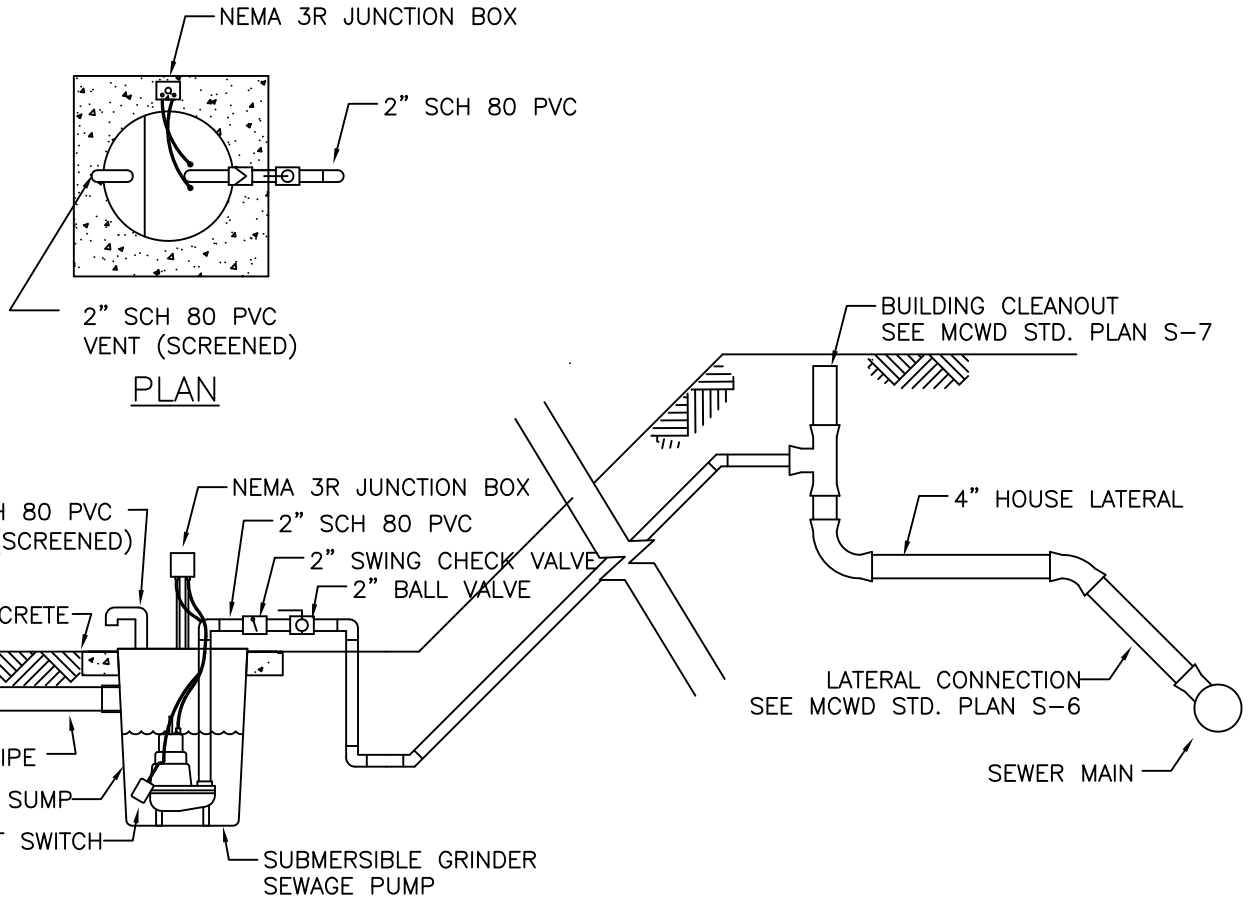 NEMA 3R JUNCTION BOX
2” SCH 80 PVC
2” SCH 80 PVC
VENT (SCREENED)
PLAN
BUILDING CLEANOUT
SEE MCWD STD. PLAN S-7
NEMA 3R JUNCTION BOX
H 80 PVC
(SCREENED)
2” SCH 80 PVC
2” SWING CHECK VALVE
2” BALL VALVE
4” HOUSE LATERAL
CRETE
LATERAL CONNECTION
SEE MCWD STD. PLAN S-6
IPE
SUMP
T SWITCH
SEWER MAIN
SUBMERSIBLE GRINDER
SEWAGE PUMP